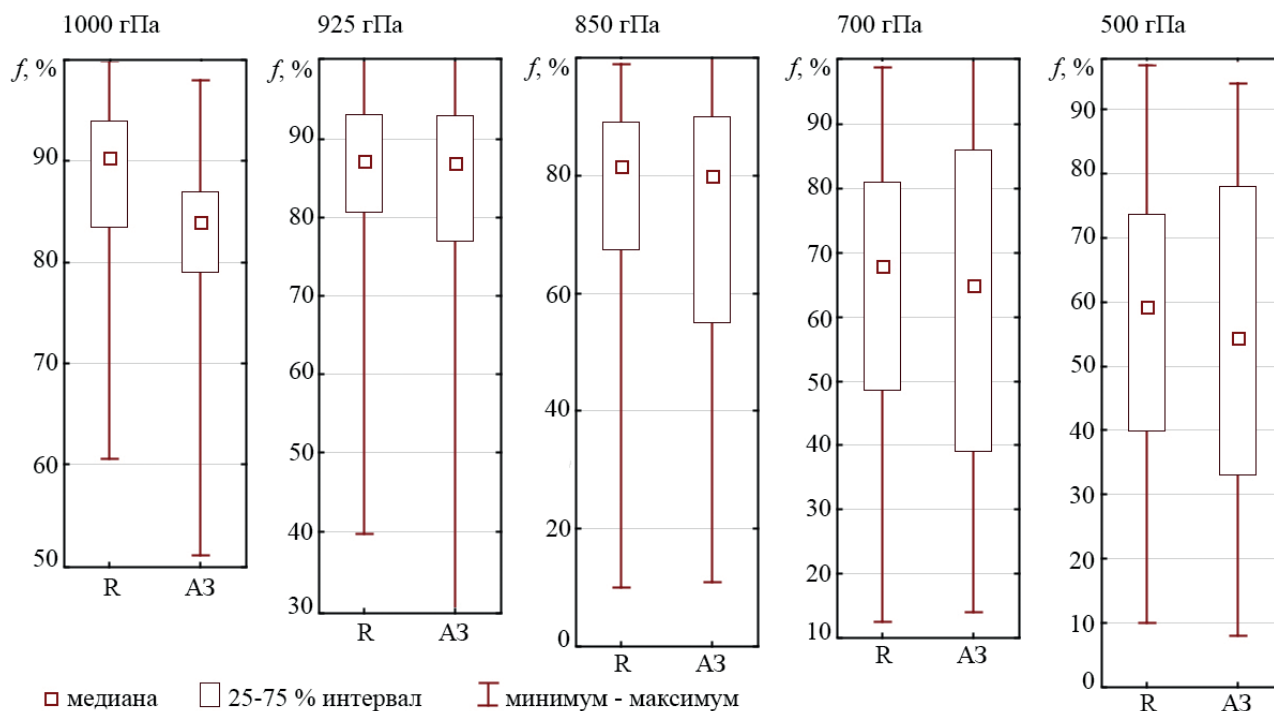 1000 гПа
925 гПа
850 гПа
700 гПа
500 гПа
f, %
90
80
70
60
50
R
АЗ
f, %
90
80
70
60
50
40
30
R
АЗ
f, %
80
60
40
20
0
R
АЗ
f, %
90
80
70
60
50
40
30
20
10
R
АЗ
f, %
90
80
70
60
50
40
30
20
10
0
R
АЗ
медиана
25-75 % интервал
минимум - максимум